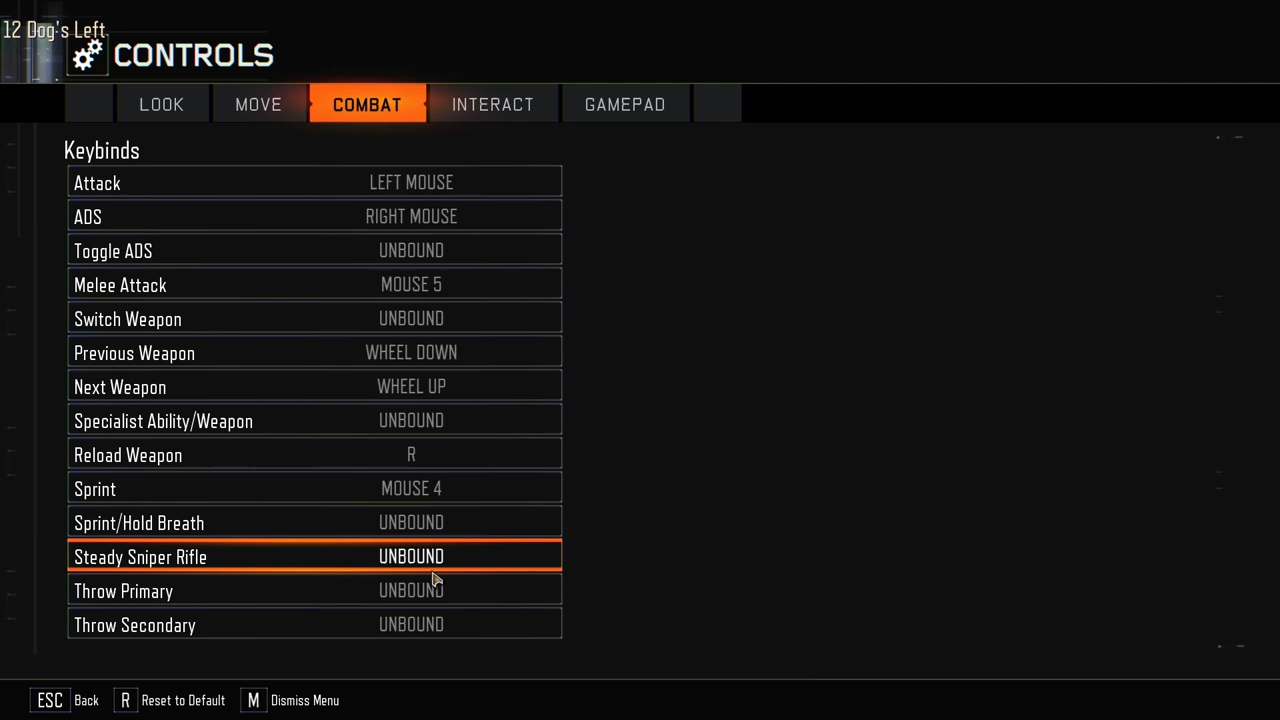 12 Dog's Left
CONTROLS
LOOK MOVE COMBAT INTERACT GAMEPAD
Keybinds
Attack LEFT MOUSE
ADS RIGHT MOUSE
Toggle ADS UNBOUND
Melee Attack MOUSE 5
Switch Weapon UNBOUND
Previous Weapon WHEEL DOWN
Next Weapon WHEEL UP
Specialist Ability/Weapon UNBOUND
Reload Weapon R
Sprint MOUSE 4
Sprint/Hold Breath UNBOUND
Steady Sniper Rifle UNBOUND
Throw Primary UNBOUND
Throw Secondary UNBOUND
ESC Back R Reset to Default M Dismiss Menu